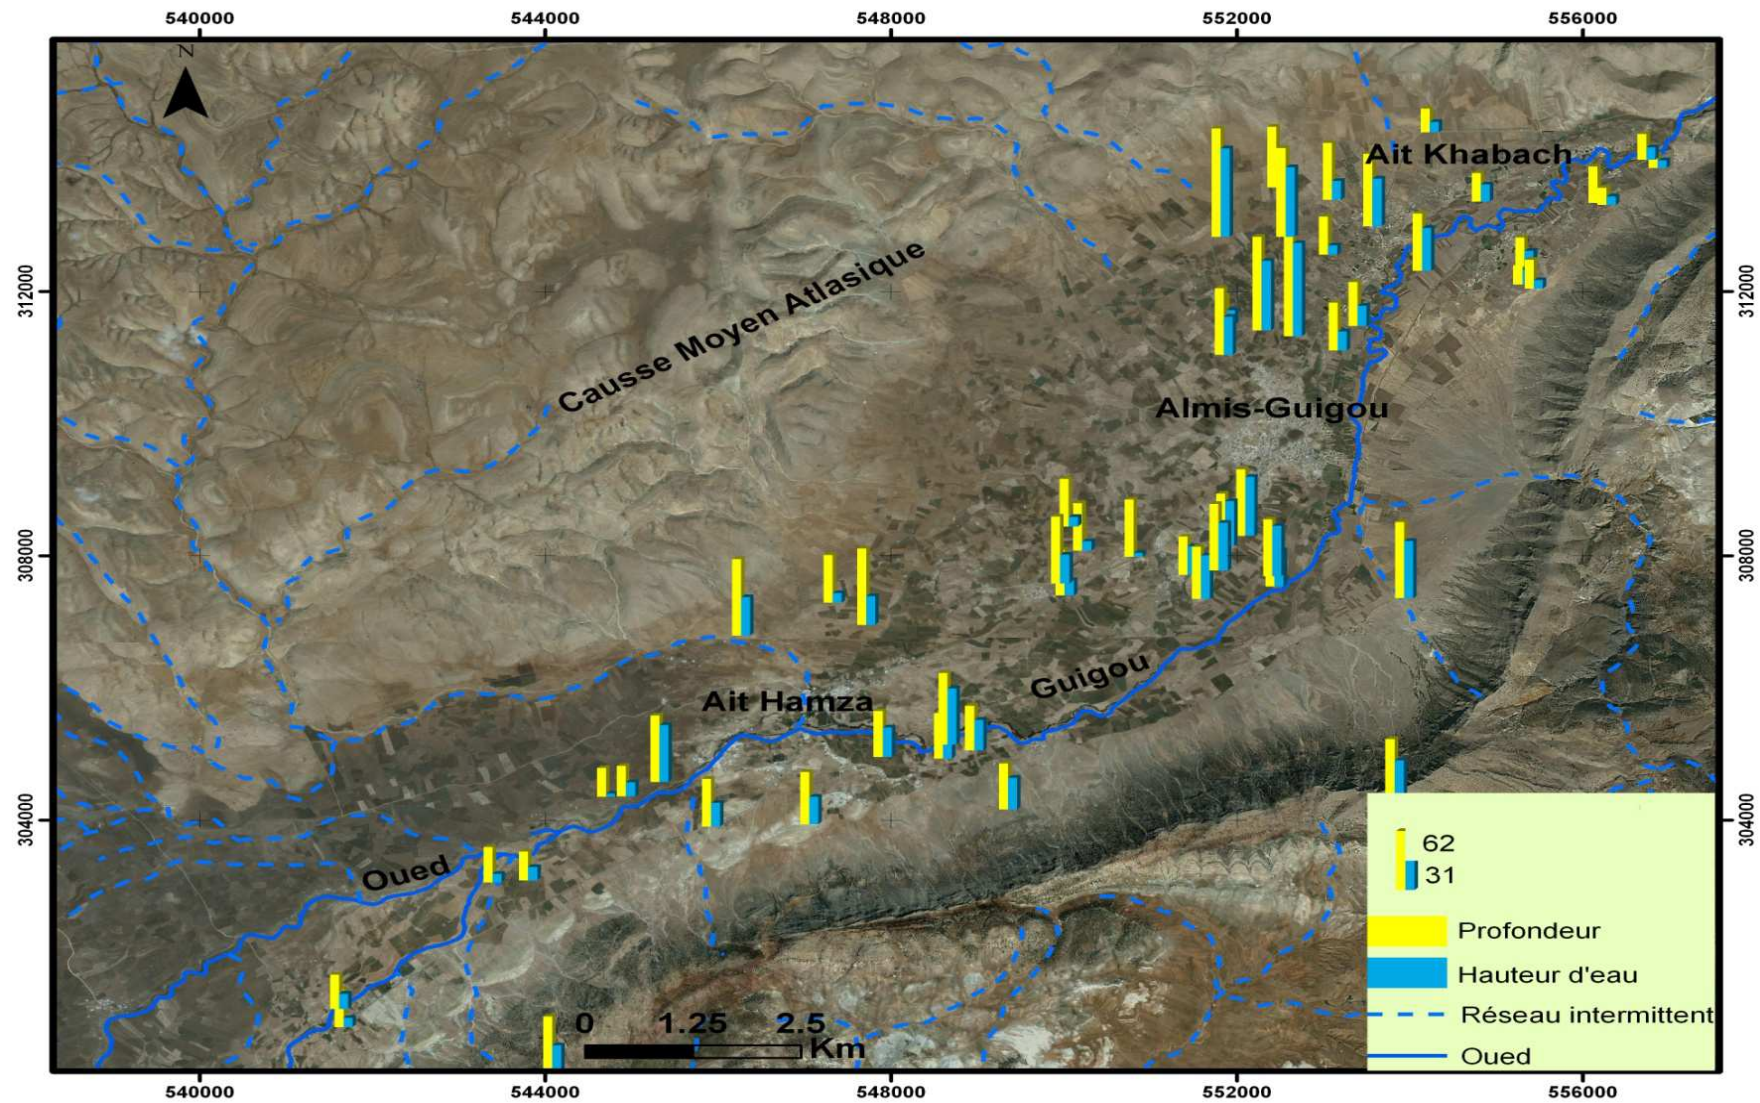 540000 544000 548000 552000 556000
N
Ait Khabach
312000 312000
Causse Moyen Atlasique
Almis-Guigou
308000 308000
Guigou
Ait Hamza
304000 304000
62
31
Oued
Profondeur
Hauteur d'eau
0 1.25 2.5
Km
Réseau intermittent
Oued
540000 544000 548000 552000 556000